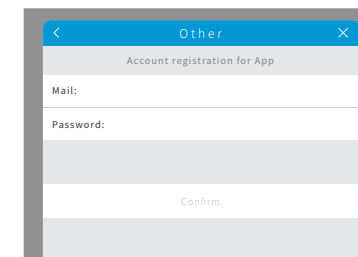 Other
Account registration for App
Mail:
Password:
Confirm